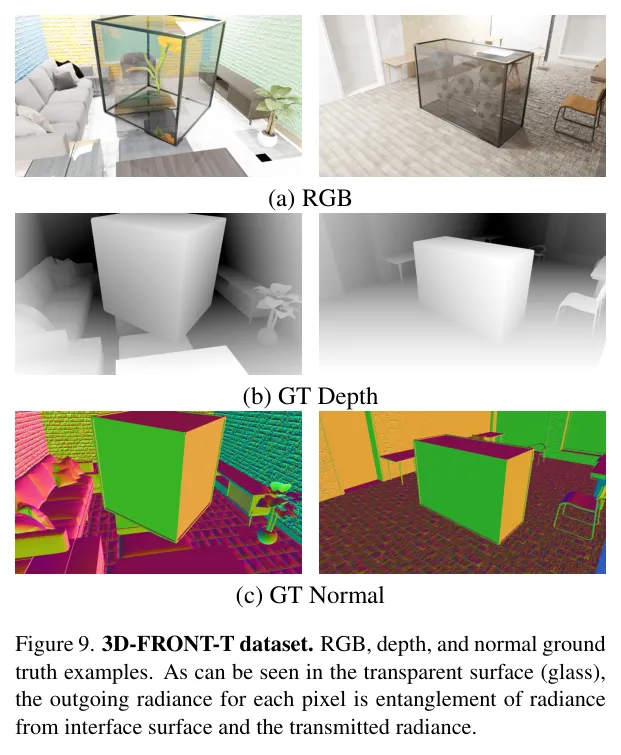 (a) RGB
(b) GT Depth
(c) GT Normal
Figure 9. 3D-FRONT-T dataset. RGB, depth, and normal ground
truth examples. As can be seen in the transparent surface (glass),
the outgoing radiance for each pixel is entanglement of radiance
from interface surface and the transmitted radiance.